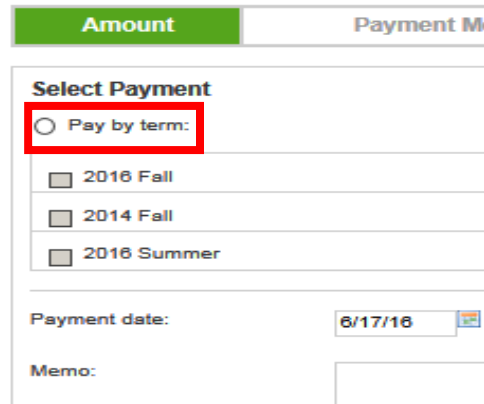 Amount Payment M
Select Payment
Pay by term:
2016 Fall
2014 Fall
2016 Summer
Payment date: 6/17/16
Memo: